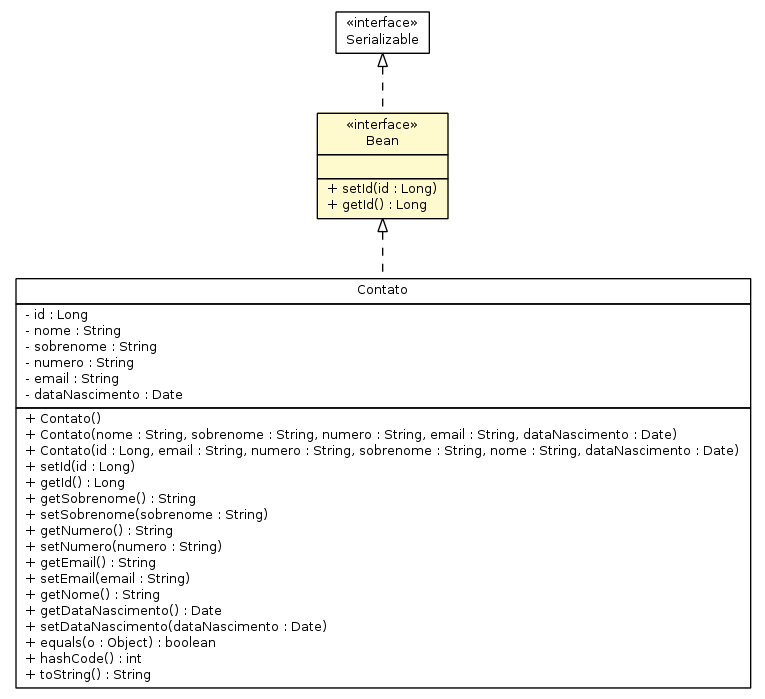 «interface»
Serializable
«interface»
Bean
+ setId(id : Long)
+ getId() : Long
Contato
- id : Long
- nome : String
- sobrenome : String
- numero : String
- email : String
- dataNascimento : Date
+ Contato()
+ Contato(nome : String, sobrenome : String, numero : String, email : String, dataNascimento : Date)
+ Contato(id : Long, email : String, numero : String, sobrenome : String, nome : String, dataNascimento : Date)
+ setId(id : Long)
+ getId() : Long
+ getSobrenome() : String
+ setSobrenome(sobrenome : String)
+ getNumero() : String
+ setNumero(numero : String)
+ getEmail() : String
+ setEmail(email : String)
+ getNome() : String
+ getDataNascimento() : Date
+ setDataNascimento(dataNascimento : Date)
+ equals(o : Object) : boolean
+ hashCode() : int
+ toString() : String